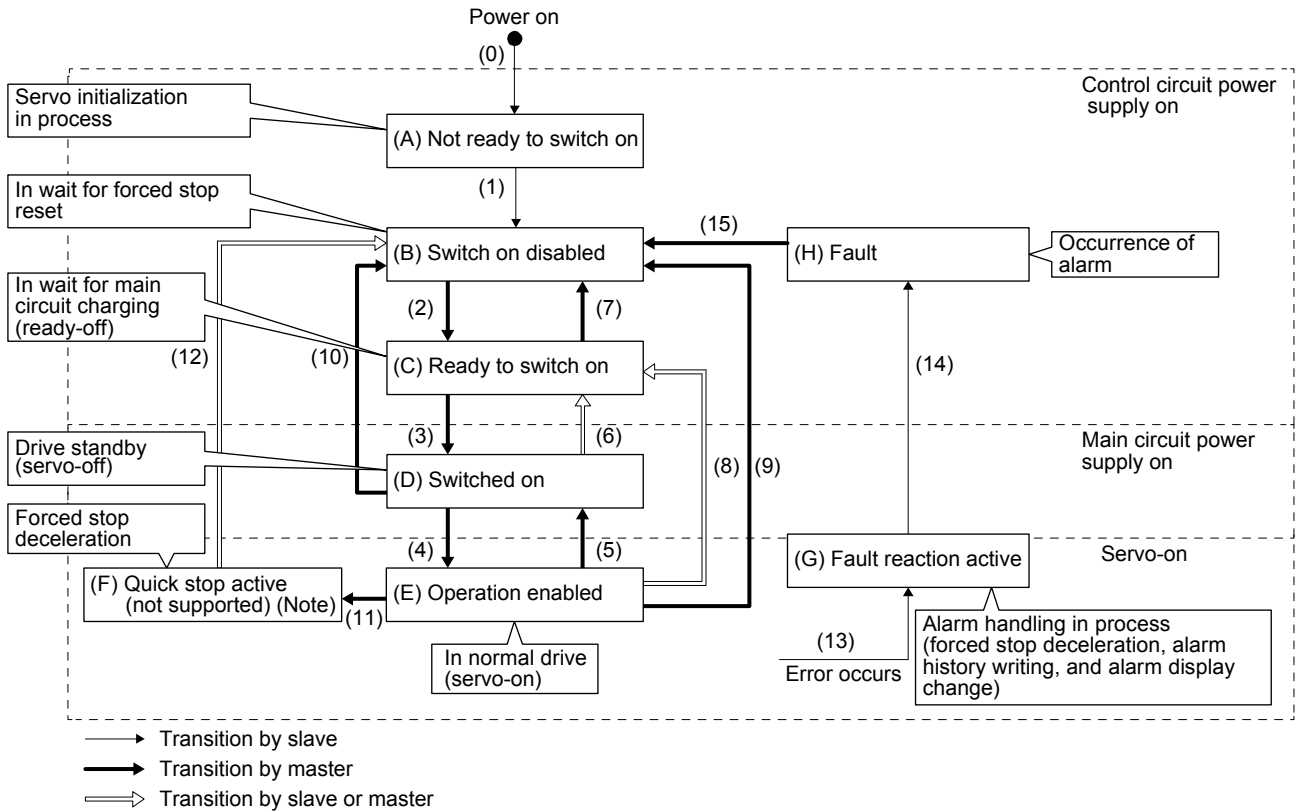 Power on
(0)
Control circuit power
supply on
Servo initialization
in process
(A) Not ready to switch on
(1)
In wait for forced stop
reset
(15)
(B) Switch on disabled
(H) Fault
Occurrence of
alarm
In wait for main
circuit charging
(ready-off)
(2)
(7)
(12)
(10)
(C) Ready to switch on
(14)
(3)
(6)
(8)
(9)
Main circuit power
supply on
Drive standby
(servo-off)
(D) Switched on
Forced stop
deceleration
(4)
(5)
(G) Fault reaction active
Servo-on
(F) Quick stop active
(not supported) (Note)
(11)
(E) Operation enabled
In normal drive
(servo-on)
(13)
Error occurs
Alarm handling in process
(forced stop deceleration, alarm
history writing, and alarm display
change)
Transition by slave
Transition by master
Transition by slave or master